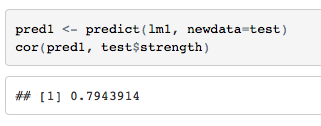 pred1 <- predict(lm1, newdata=test)
cor(pred1, test$strength)
## [1] 0.7943914